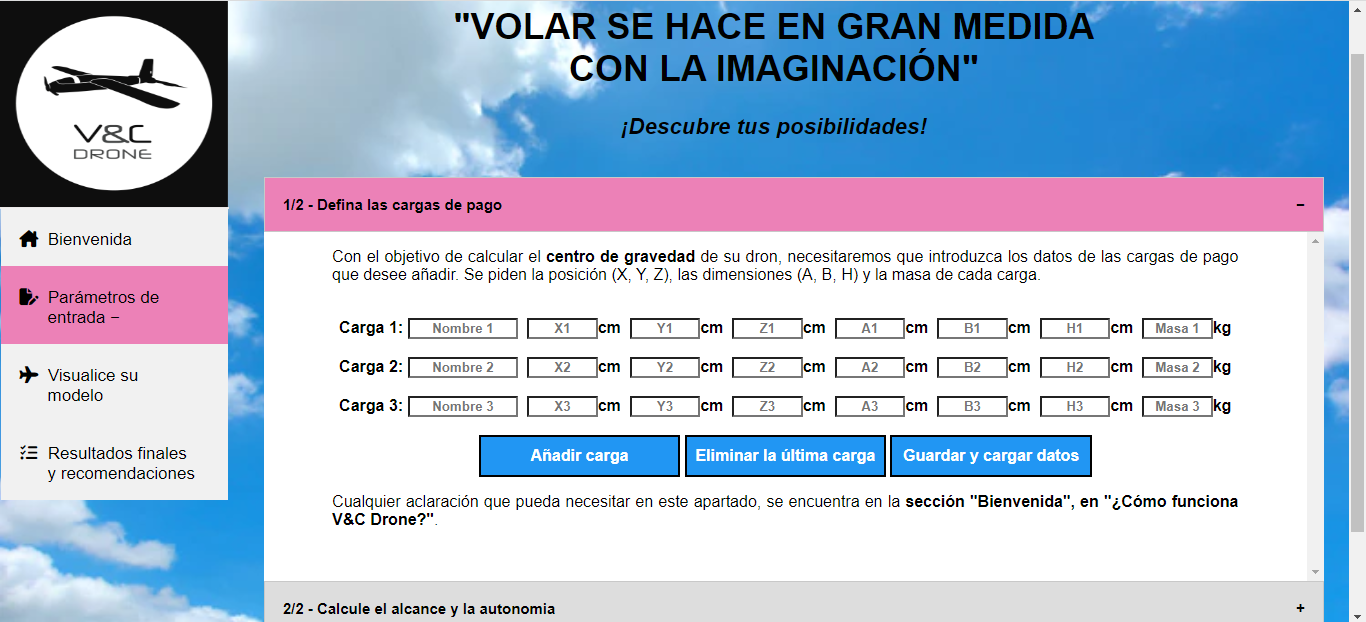 "VOLAR SE HACE EN GRAN MEDIDA
CON LA IMAGINACIÓN"
¡Descubre tus posibilidades!
V&C
DRONE
Bienvenida
Parámetros de
entrada −
Visualice su
modelo
Resultados finales
y recomendaciones
1/2 - Defina las cargas de pago −
Con el objetivo de calcular el centro de gravedad de su dron, necesitaremos que introduzca los datos de las cargas de pago
que desee añadir. Se piden la posición (X, Y, Z), las dimensiones (A, B, H) y la masa de cada carga.
Carga 1: Nombre 1 X1 cm Y1 cm Z1 cm A1 cm B1 cm H1 cm Masa 1 kg
Carga 2: Nombre 2 X2 cm Y2 cm Z2 cm A2 cm B2 cm H2 cm Masa 2 kg
Carga 3: Nombre 3 X3 cm Y3 cm Z3 cm A3 cm B3 cm H3 cm Masa 3 kg
Añadir carga Eliminar la última carga Guardar y cargar datos
Cualquier aclaración que pueda necesitar en este apartado, se encuentra en la sección "Bienvenida", en "¿Cómo funciona
V&C Drone?".
2/2 - Calcule el alcance y la autonomia +